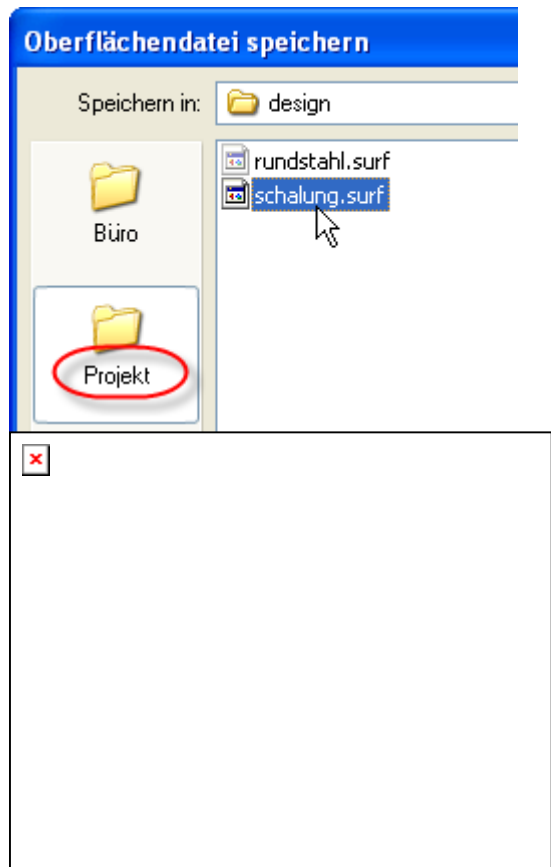 Oberflächendatei speichern
Speichern in: design
rundstahl.surf
schalung.surf
Büro
Projekt